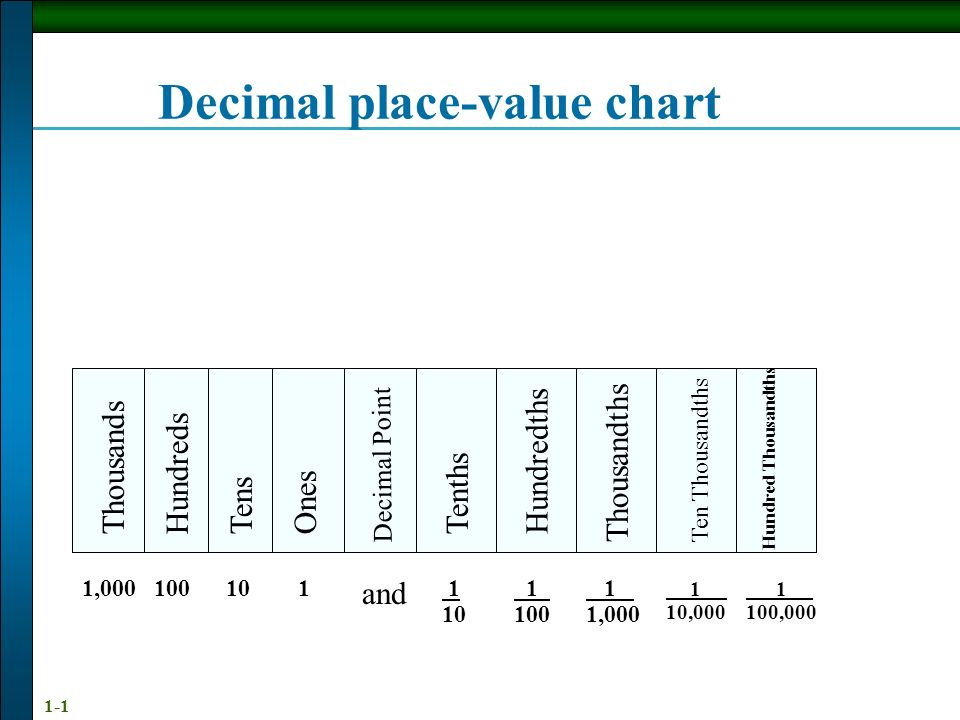 Decimal place-value chart
Thousands Hundreds Tens Ones Decimal Point Tenths Hundredths Thousandths Ten Thousandths Hundred Thousandths
1,000 100 10 1 and 1 1 1 1 1
10 100 1,000 10,000 100,000
1-1